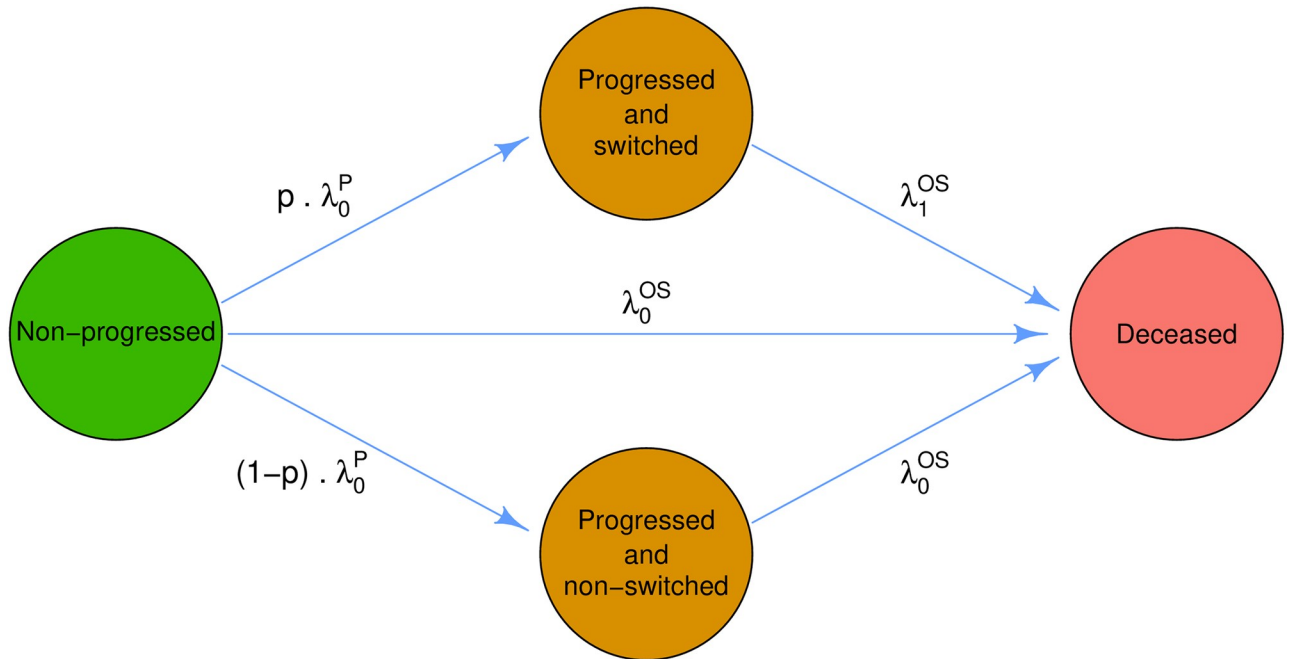 Progressed
and
switched
p . λ₀ᴾ
λ₁ᴼˢ
λ₀ᴼˢ
Non−progressed
Deceased
(1−p) . λ₀ᴾ
λ₀ᴼˢ
Progressed
and
non−switched